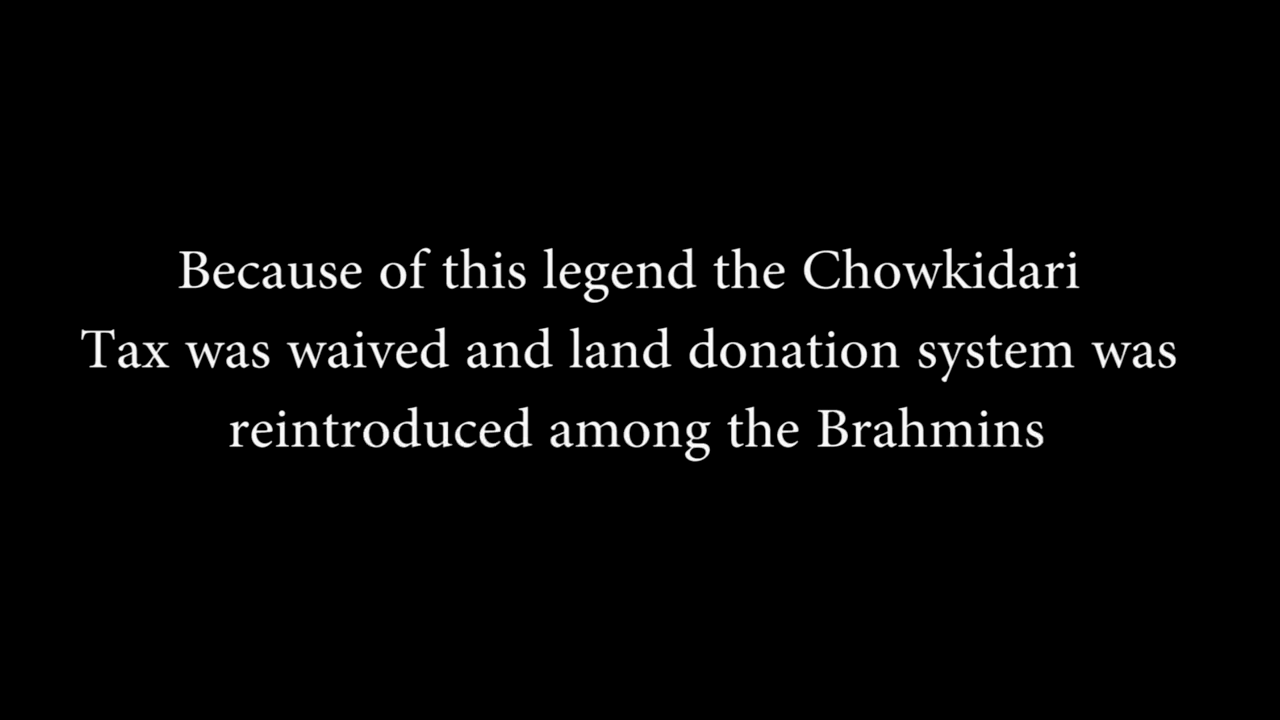 Because of this legend the Chowkidari
Tax was waived and land donation system was
reintroduced among the Brahmins